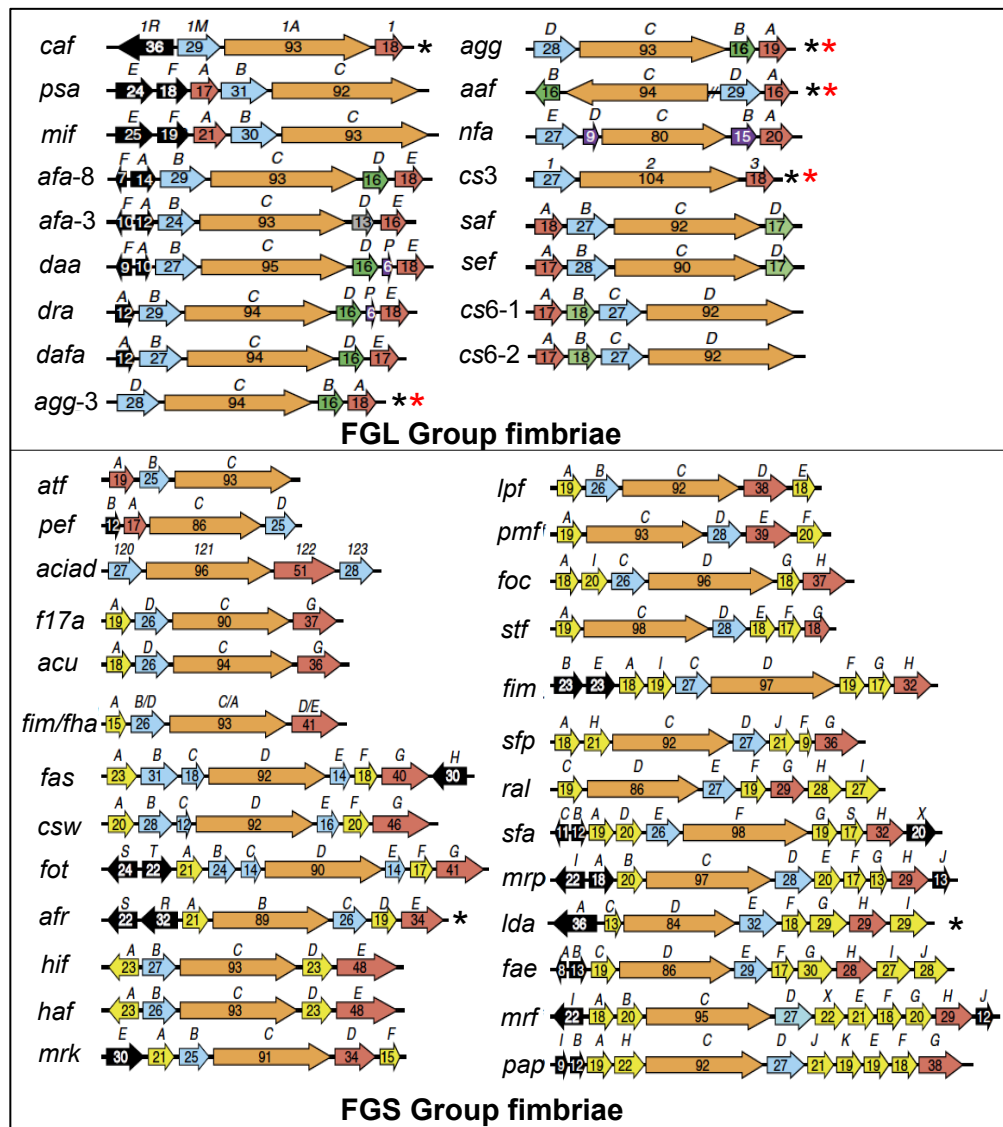 1R 1M 1A 1
caf 36 29 93 18 *
E F A B C
psa 24 18 17 31 92
E F A B C
mif 25 19 21 30 93
F A B C D E
afa-8 7 14 29 93 16 18
F A B C D E
afa-3 10 12 24 93 13 16
F A B C D P E
daa 9 10 27 95 16 6 18
A B C D P E
dra 12 29 94 16 6 18
A B C D E
dafa 12 27 94 16 17
D C B A
agg-3 28 94 16 18 **
D C B A
agg 28 93 16 19 **
B C D A
aaf 16 94 // 29 16 **
E D C B A
nfa 27 9 80 15 20
1 2 3
cs3 27 104 18 **
A B C D
saf 18 27 92 17
A B C D
sef 17 28 90 17
A B C D
cs6-1 17 18 27 92
A B C D
cs6-2 17 18 27 92
FGL Group fimbriae
A B C
atf 19 25 93
B A C D
pef 12 17 86 25
120 121 122 123
aciad 27 96 51 28
A D C G
f17a 19 26 90 37
A D C G
acu 18 26 94 36
A B/D C/A D/E
fim/fha 15 26 93 41
A B C D E F G H
fas 23 31 18 92 14 18 40 30
A B C D E F G
csw 20 28 12 92 16 20 46
S T A B C D E F G
fot 24 22 21 24 14 90 14 17 41
S R A B C D E
afr 22 32 21 89 26 19 34 *
A B C D E
hif 23 27 93 23 48
A B C D E
haf 23 26 93 23 48
E A B C D F
mrk 30 21 25 91 34 15
A B C D E
lpf 19 26 92 38 18
A C D E F
pmf 19 93 28 39 20
A I C D G H
foc 18 20 26 96 18 37
A C D E F G
stf 19 98 28 18 17 18
B E A I C D F G H
fim 23 23 18 19 27 97 19 17 32
A H C D J F G
sfp 18 21 92 27 21 9 36
C D E F G H I
ral 19 86 27 19 29 28 27
C B A D E F G S H X
sfa 11 12 19 20 26 98 19 17 32 20
I A B C D E F G H J
mrp 22 18 20 97 28 20 17 13 29 13
A C D E F G H I
lda 36 13 84 32 18 29 29 29 *
A B C D E F G H I J
fae 8 13 19 86 29 17 30 28 27 28
I A B C D X E F G H J
mrf 22 18 20 95 27 22 21 18 20 29 12
I B A H C D J K E F G
pap 9 12 19 22 92 27 21 19 19 18 38
FGS Group fimbriae